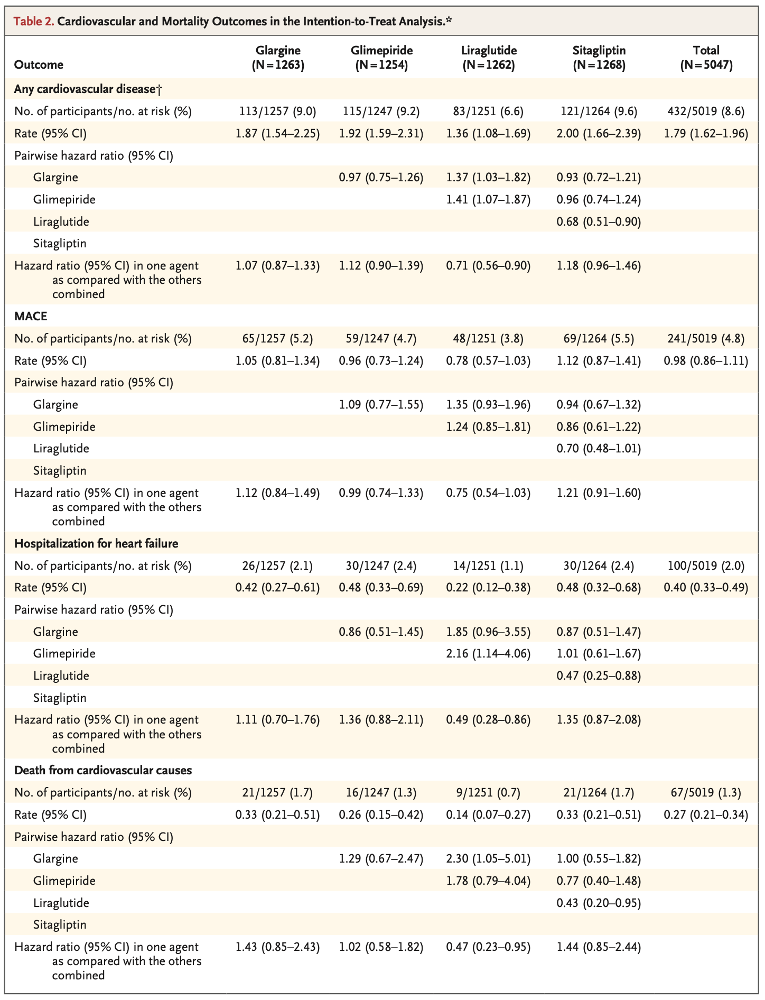 Table 2. Cardiovascular and Mortality Outcomes in the Intention-to-Treat Analysis.*
Outcome Glargine (N=1263) Glimepiride (N=1254) Liraglutide (N=1262) Sitagliptin (N=1268) Total (N=5047)
Any cardiovascular disease†
No. of participants/no. at risk (%) 113/1257 (9.0) 115/1247 (9.2) 83/1251 (6.6) 121/1264 (9.6) 432/5019 (8.6)
Rate (95% CI) 1.87 (1.54–2.25) 1.92 (1.59–2.31) 1.36 (1.08–1.69) 2.00 (1.66–2.39) 1.79 (1.62–1.96)
Pairwise hazard ratio (95% CI)
Glargine 0.97 (0.75–1.26) 1.37 (1.03–1.82) 0.93 (0.72–1.21)
Glimepiride 1.41 (1.07–1.87) 0.96 (0.74–1.24)
Liraglutide 0.68 (0.51–0.90)
Sitagliptin
Hazard ratio (95% CI) in one agent 1.07 (0.87–1.33) 1.12 (0.90–1.39) 0.71 (0.56–0.90) 1.18 (0.96–1.46)
as compared with the others
combined
MACE
No. of participants/no. at risk (%) 65/1257 (5.2) 59/1247 (4.7) 48/1251 (3.8) 69/1264 (5.5) 241/5019 (4.8)
Rate (95% CI) 1.05 (0.81–1.34) 0.96 (0.73–1.24) 0.78 (0.57–1.03) 1.12 (0.87–1.41) 0.98 (0.86–1.11)
Pairwise hazard ratio (95% CI)
Glargine 1.09 (0.77–1.55) 1.35 (0.93–1.96) 0.94 (0.67–1.32)
Glimepiride 1.24 (0.85–1.81) 0.86 (0.61–1.22)
Liraglutide 0.70 (0.48–1.01)
Sitagliptin
Hazard ratio (95% CI) in one agent 1.12 (0.84–1.49) 0.99 (0.74–1.33) 0.75 (0.54–1.03) 1.21 (0.91–1.60)
as compared with the others
combined
Hospitalization for heart failure
No. of participants/no. at risk (%) 26/1257 (2.1) 30/1247 (2.4) 14/1251 (1.1) 30/1264 (2.4) 100/5019 (2.0)
Rate (95% CI) 0.42 (0.27–0.61) 0.48 (0.33–0.69) 0.22 (0.12–0.38) 0.48 (0.32–0.68) 0.40 (0.33–0.49)
Pairwise hazard ratio (95% CI)
Glargine 0.86 (0.51–1.45) 1.85 (0.96–3.55) 0.87 (0.51–1.47)
Glimepiride 2.16 (1.14–4.06) 1.01 (0.61–1.67)
Liraglutide 0.47 (0.25–0.88)
Sitagliptin
Hazard ratio (95% CI) in one agent 1.11 (0.70–1.76) 1.36 (0.88–2.11) 0.49 (0.28–0.86) 1.35 (0.87–2.08)
as compared with the others
combined
Death from cardiovascular causes
No. of participants/no. at risk (%) 21/1257 (1.7) 16/1247 (1.3) 9/1251 (0.7) 21/1264 (1.7) 67/5019 (1.3)
Rate (95% CI) 0.33 (0.21–0.51) 0.26 (0.15–0.42) 0.14 (0.07–0.27) 0.33 (0.21–0.51) 0.27 (0.21–0.34)
Pairwise hazard ratio (95% CI)
Glargine 1.29 (0.67–2.47) 2.30 (1.05–5.01) 1.00 (0.55–1.82)
Glimepiride 1.78 (0.79–4.04) 0.77 (0.40–1.48)
Liraglutide 0.43 (0.20–0.95)
Sitagliptin
Hazard ratio (95% CI) in one agent 1.43 (0.85–2.43) 1.02 (0.58–1.82) 0.47 (0.23–0.95) 1.44 (0.85–2.44)
as compared with the others
combined